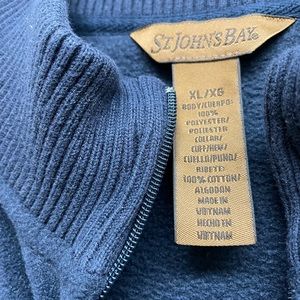 ST. JOHN'S BAY
XL/XG
BODY/CUERPO:
100%
POLYESTER/
POLIESTER
COLLAR/
CUFF/HEM/
CUELLO/PUNO/
RIBETE:
100% COTTON/
ALGODON
MADE IN
VIETNAM
HECHO EN
VIETNAM